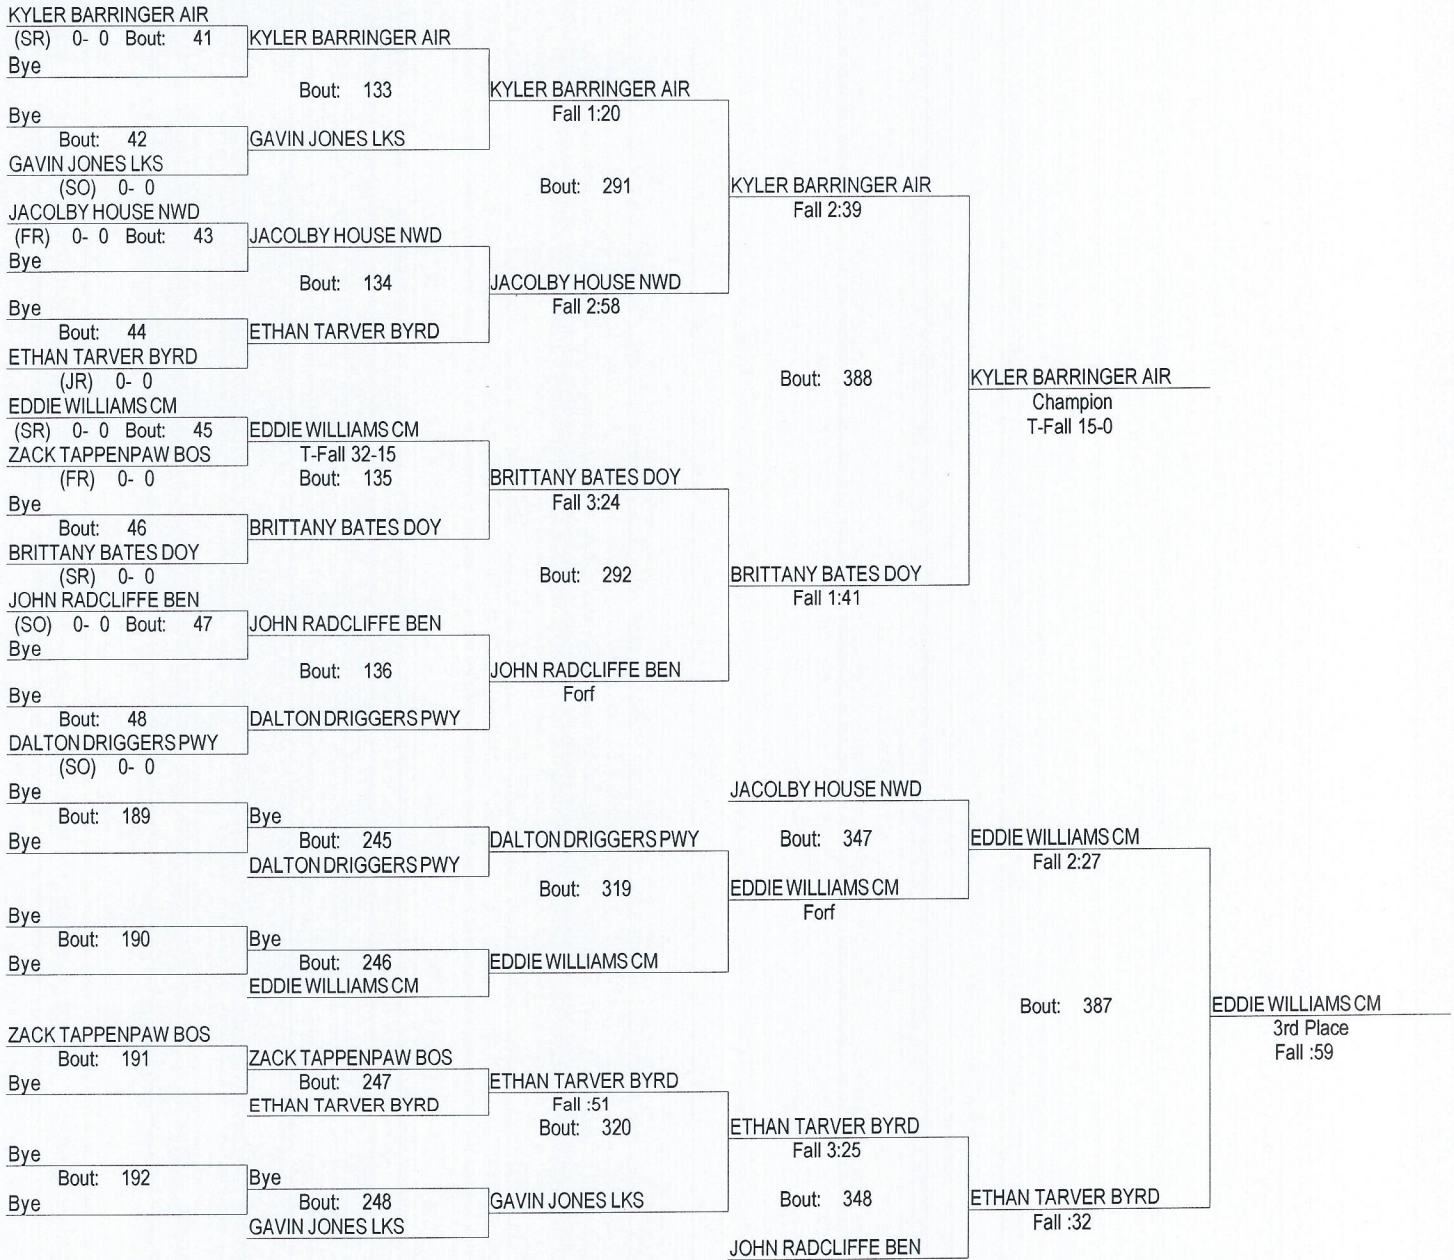 KYLER BARRINGER AIR
(SR) 0- 0 Bout: 41
Bye
KYLER BARRINGER AIR
Bout: 133
KYLER BARRINGER AIR
Fall 1:20
Bye
Bout: 42
GAVIN JONES LKS
GAVIN JONES LKS
(SO) 0- 0
Bout: 291
KYLER BARRINGER AIR
Fall 2:39
JACOLBY HOUSE NWD
(FR) 0- 0 Bout: 43
Bye
JACOLBY HOUSE NWD
Bout: 134
JACOLBY HOUSE NWD
Fall 2:58
Bye
Bout: 44
ETHAN TARVER BYRD
ETHAN TARVER BYRD
(JR) 0- 0
Bout: 388
KYLER BARRINGER AIR
Champion
T-Fall 15-0
EDDIE WILLIAMS CM
(SR) 0- 0 Bout: 45
ZACK TAPPENPAW BOS
(FR) 0- 0
EDDIE WILLIAMS CM
T-Fall 32-15
Bout: 135
BRITTANY BATES DOY
Fall 3:24
Bye
Bout: 46
BRITTANY BATES DOY
BRITTANY BATES DOY
(SR) 0- 0
Bout: 292
BRITTANY BATES DOY
Fall 1:41
JOHN RADCLIFFE BEN
(SO) 0- 0 Bout: 47
Bye
JOHN RADCLIFFE BEN
Bout: 136
JOHN RADCLIFFE BEN
Forf
Bye
Bout: 48
DALTON DRIGGERS PWY
DALTON DRIGGERS PWY
(SO) 0- 0
Bye
Bout: 189
Bye
Bye
Bout: 245
DALTON DRIGGERS PWY
DALTON DRIGGERS PWY
Bout: 319
JACOLBY HOUSE NWD
Bout: 347
EDDIE WILLIAMS CM
Forf
EDDIE WILLIAMS CM
Fall 2:27
Bye
Bout: 190
Bye
Bye
Bout: 246
EDDIE WILLIAMS CM
EDDIE WILLIAMS CM
Bout: 387
EDDIE WILLIAMS CM
3rd Place
Fall :59
ZACK TAPPENPAW BOS
Bout: 191
Bye
ZACK TAPPENPAW BOS
Bout: 247
ETHAN TARVER BYRD
ETHAN TARVER BYRD
Fall :51
Bout: 320
ETHAN TARVER BYRD
Fall 3:25
Bye
Bout: 192
Bye
Bye
Bout: 248
GAVIN JONES LKS
GAVIN JONES LKS
Bout: 348
JOHN RADCLIFFE BEN
ETHAN TARVER BYRD
Fall :32